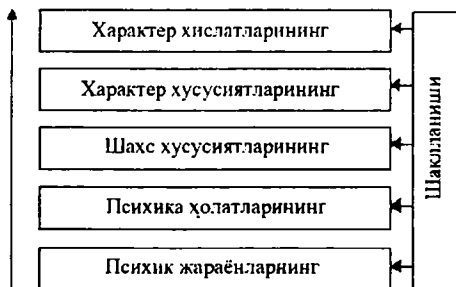 Характер хислатларининг
Характер хусусиятларининг
Шахс хусусиятларининг
Психика ҳолатларининг
Психик жараёнларнинг
Шаклланиши